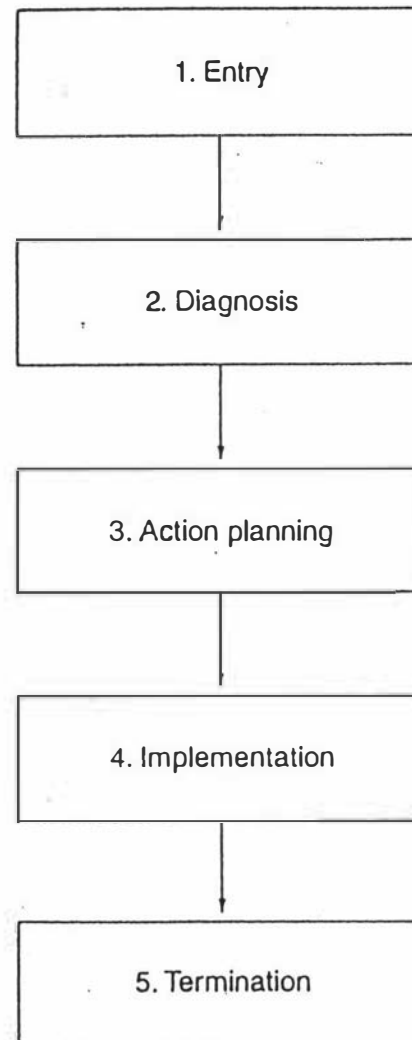 1. Entry
2. Diagnosis
3. Action planning
4. Implementation
5. Termination